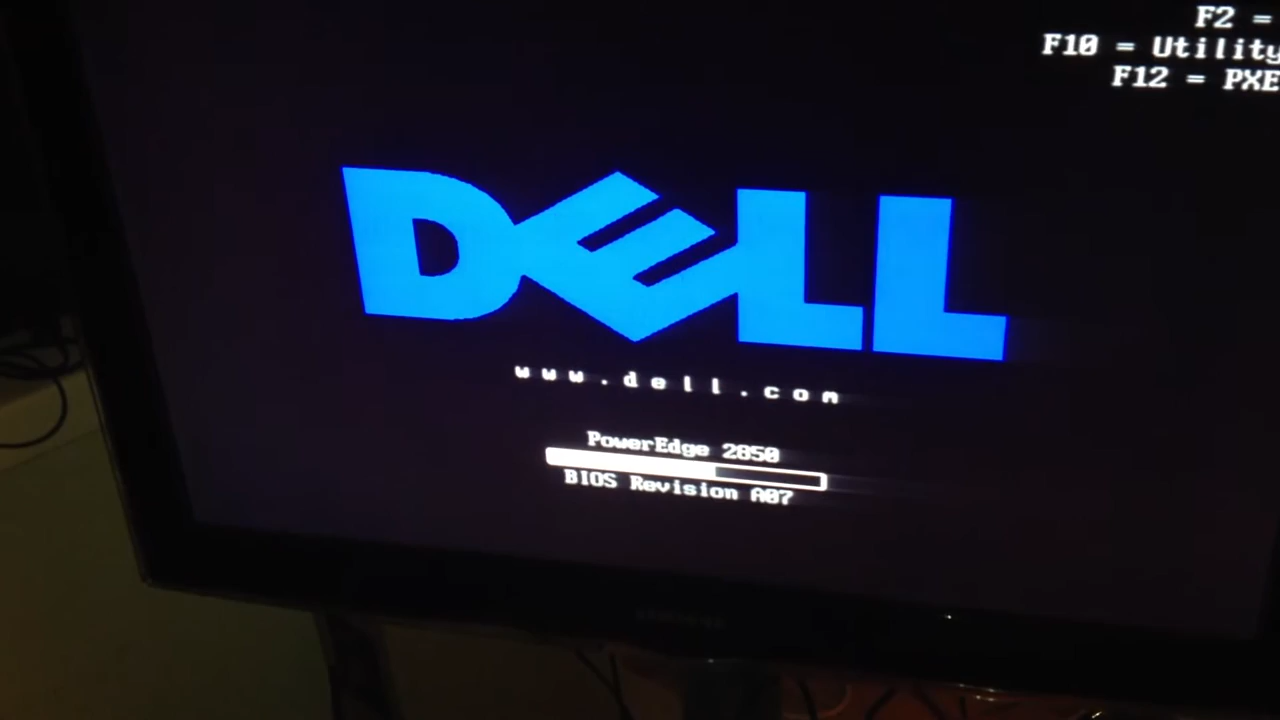 F2 =
F10 = Utility
F12 = PXE
DELL
www.dell.com
PowerEdge 2850
BIOS Revision A07